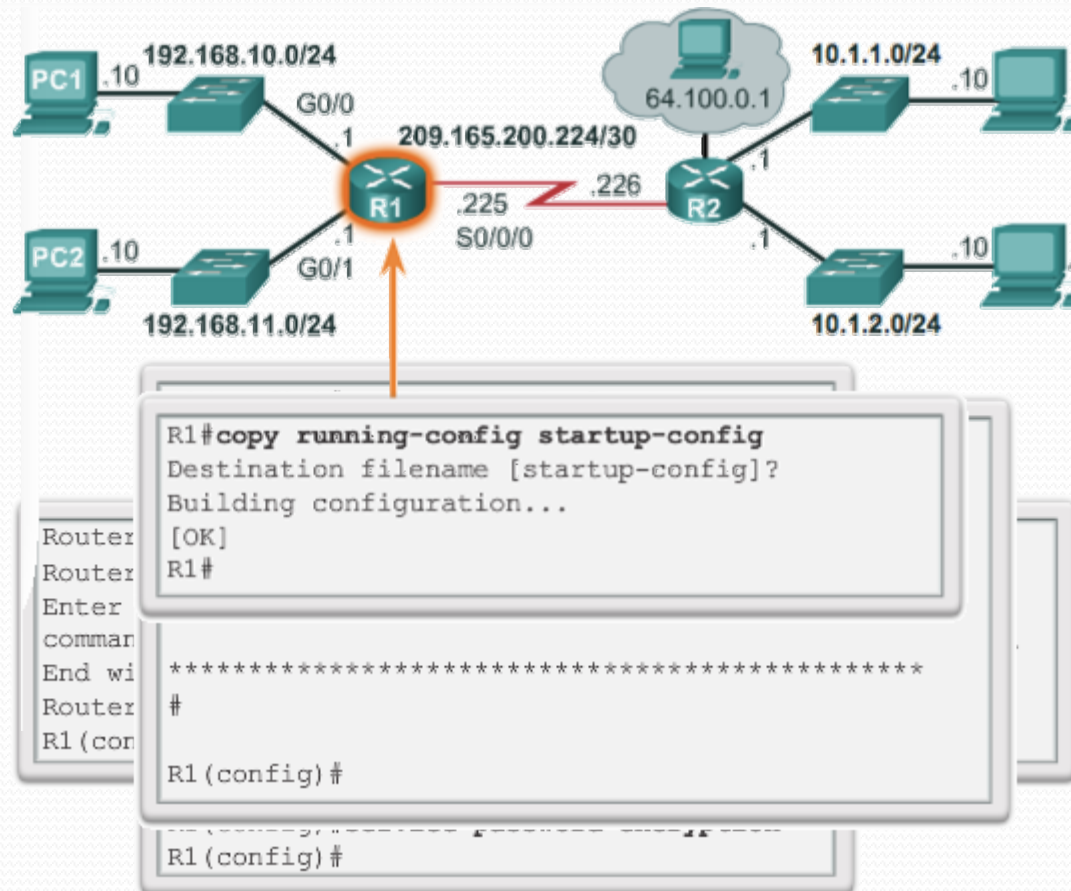 192.168.10.0/24
10.1.1.0/24
PC1
.10
G0/0
64.100.0.1
.10
.1
209.165.200.224/30
.1
R1
.225
.226
R2
S0/0/0
PC2
.10
.1
G0/1
.1
.10
192.168.11.0/24
10.1.2.0/24
R1#copy running-config startup-config
Destination filename [startup-config]?
Building configuration...
[OK]
R1#
Router
Router
Enter
comman
End wi
Router
R1(con
************************************************
#
R1(config)#
R1(config)#